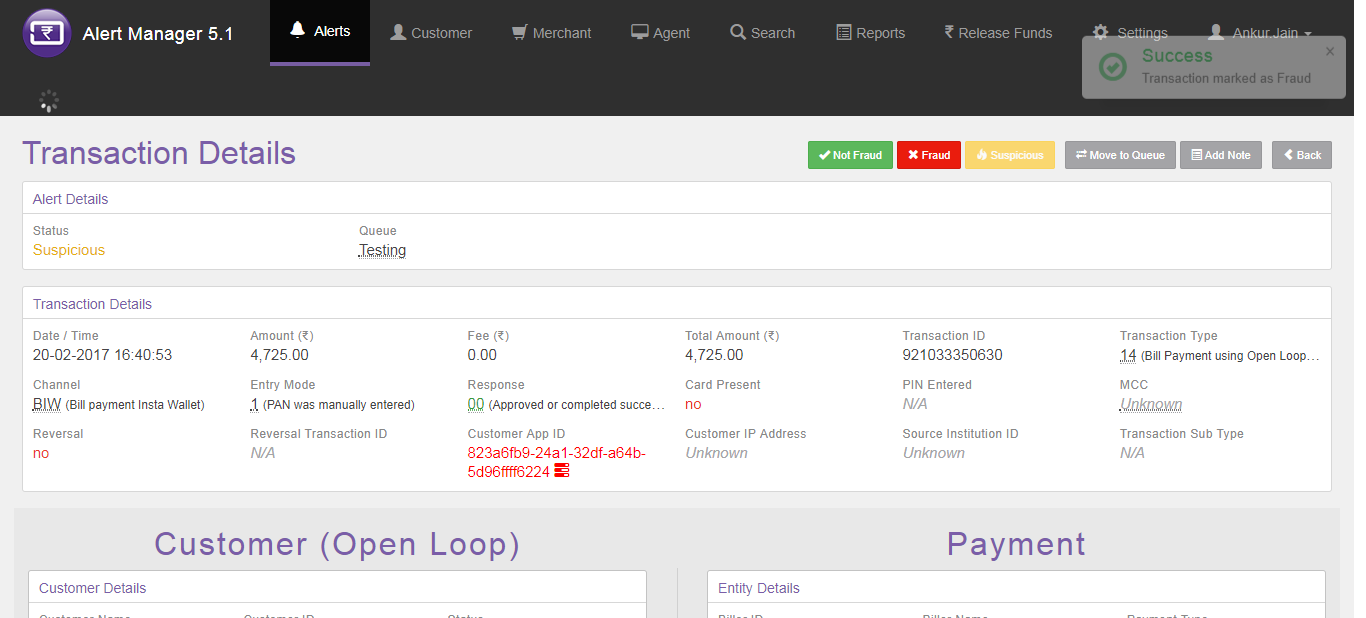 Alert Manager 5.1
Alerts
Customer
Merchant
Agent
Search
Reports
₹ Release Funds
Settings
Ankur.Jain
Success
×
Transaction marked as Fraud
Transaction Details
Not Fraud
Fraud
Suspicious
Move to Queue
Add Note
Back
Alert Details
Status
Queue
Suspicious
Testing
Transaction Details
Date / Time
Amount (₹)
Fee (₹)
Total Amount (₹)
Transaction ID
Transaction Type
20-02-2017 16:40:53
4,725.00
0.00
4,725.00
921033350630
14 (Bill Payment using Open Loop…
Channel
Entry Mode
Response
Card Present
PIN Entered
MCC
BIW (Bill payment Insta Wallet)
1 (PAN was manually entered)
00 (Approved or completed succe…
no
N/A
Unknown
Reversal
Reversal Transaction ID
Customer App ID
Customer IP Address
Source Institution ID
Transaction Sub Type
no
N/A
823a6fb9-24a1-32df-a64b-
5d96ffff6224
Unknown
Unknown
N/A
Customer (Open Loop)
Payment
Customer Details
Entity Details
Customer Name
Customer ID
Status
Biller ID
Biller Name
Payment Type